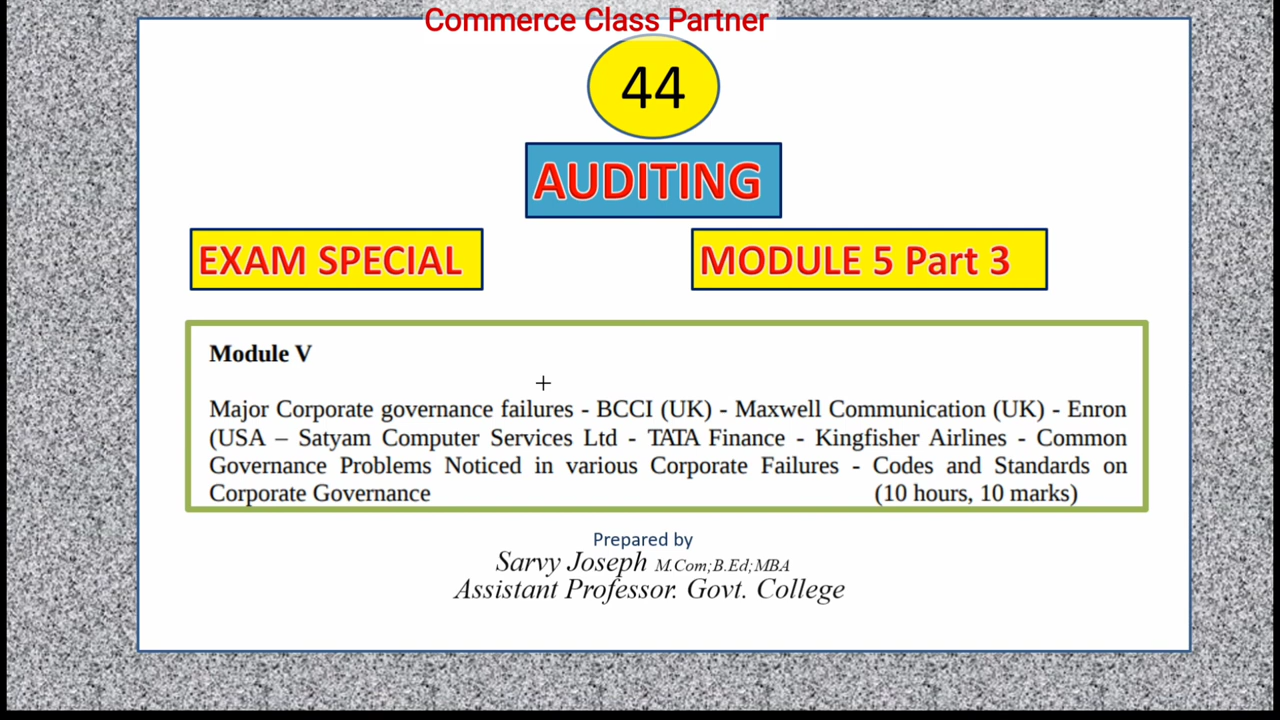 Commerce Class Partner
44
AUDITING
EXAM SPECIAL
MODULE 5 Part 3
Module V
Major Corporate governance failures - BCCI (UK) - Maxwell Communication (UK) - Enron
(USA – Satyam Computer Services Ltd - TATA Finance - Kingfisher Airlines - Common
Governance Problems Noticed in various Corporate Failures - Codes and Standards on
Corporate Governance (10 hours, 10 marks)
Prepared by
Sarvy Joseph M.Com;B.Ed;MBA
Assistant Professor. Govt. College